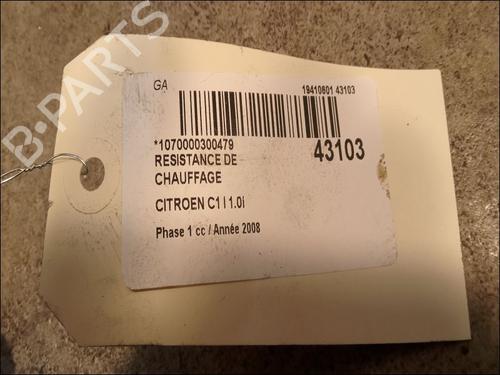 B-PARTS
GA
19410601 43103
*1070000300479
43103
RESISTANCE DE
CHAUFFAGE
CITROEN C1 I 1.0i
Phase 1 cc / Année 2008